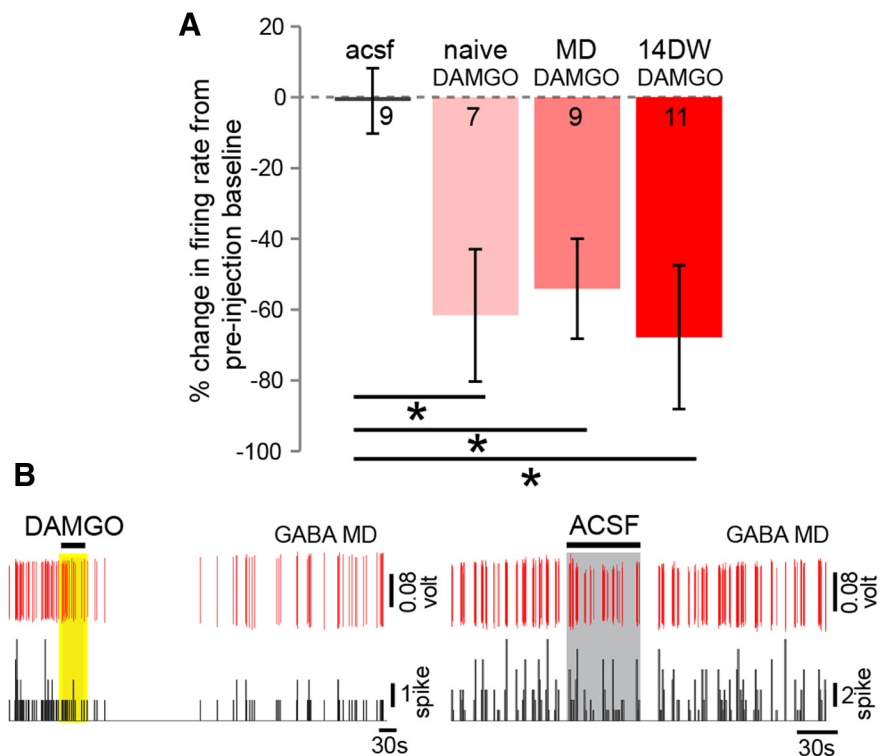 A
% change in firing rate from
pre-injection baseline
20
0
-20
-40
-60
-80
-100
acsf
naive
DAMGO
MD
DAMGO
14DW
DAMGO
9
7
9
11
*
*
*
B
DAMGO
GABA MD
0.08
volt
1
spike
30s
ACSF
GABA MD
0.08
volt
2
spike
30s